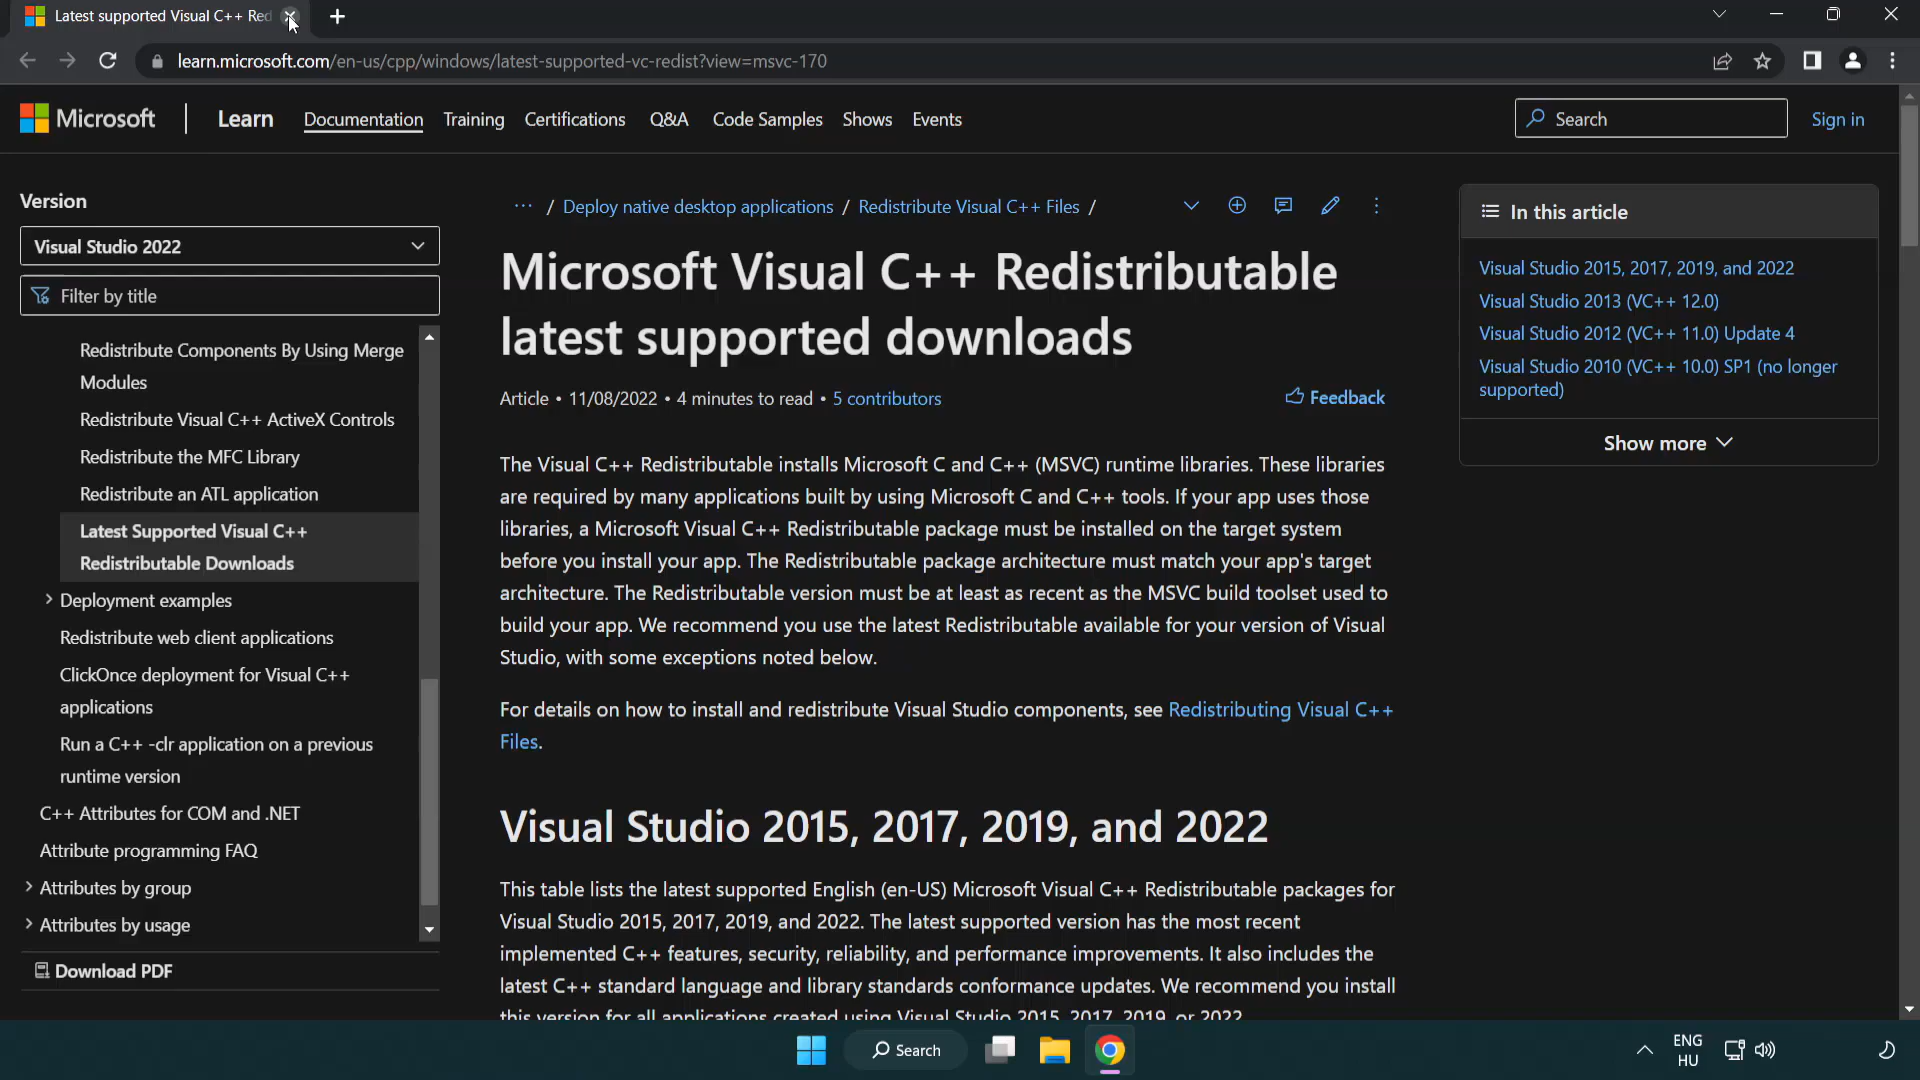 Latest supported Visual C++ Red
learn.microsoft.com/en-us/cpp/windows/latest-supported-vc-redist?view=msvc-170
Microsoft
Learn
Documentation
Training
Certifications
Q&A
Code Samples
Shows
Events
Search
Sign in
Version
Visual Studio 2022
Filter by title
Redistribute Components By Using Merge
Modules
Redistribute Visual C++ ActiveX Controls
Redistribute the MFC Library
Redistribute an ATL application
Latest Supported Visual C++
Redistributable Downloads
Deployment examples
Redistribute web client applications
ClickOnce deployment for Visual C++
applications
Run a C++ -clr application on a previous
runtime version
C++ Attributes for COM and .NET
Attribute programming FAQ
Attributes by group
Attributes by usage
Download PDF
... / Deploy native desktop applications / Redistribute Visual C++ Files /
Microsoft Visual C++ Redistributable
latest supported downloads
Article • 11/08/2022 • 4 minutes to read • 5 contributors
Feedback
The Visual C++ Redistributable installs Microsoft C and C++ (MSVC) runtime libraries. These libraries
are required by many applications built by using Microsoft C and C++ tools. If your app uses those
libraries, a Microsoft Visual C++ Redistributable package must be installed on the target system
before you install your app. The Redistributable package architecture must match your app's target
architecture. The Redistributable version must be at least as recent as the MSVC build toolset used to
build your app. We recommend you use the latest Redistributable available for your version of Visual
Studio, with some exceptions noted below.
For details on how to install and redistribute Visual Studio components, see Redistributing Visual C++
Files.
Visual Studio 2015, 2017, 2019, and 2022
This table lists the latest supported English (en-US) Microsoft Visual C++ Redistributable packages for
Visual Studio 2015, 2017, 2019, and 2022. The latest supported version has the most recent
implemented C++ features, security, reliability, and performance improvements. It also includes the
latest C++ standard language and library standards conformance updates. We recommend you install
this version for all applications created using Visual Studio 2015, 2017, 2019, or 2022.
In this article
Visual Studio 2015, 2017, 2019, and 2022
Visual Studio 2013 (VC++ 12.0)
Visual Studio 2012 (VC++ 11.0) Update 4
Visual Studio 2010 (VC++ 10.0) SP1 (no longer
supported)
Show more
Search
ENG
HU